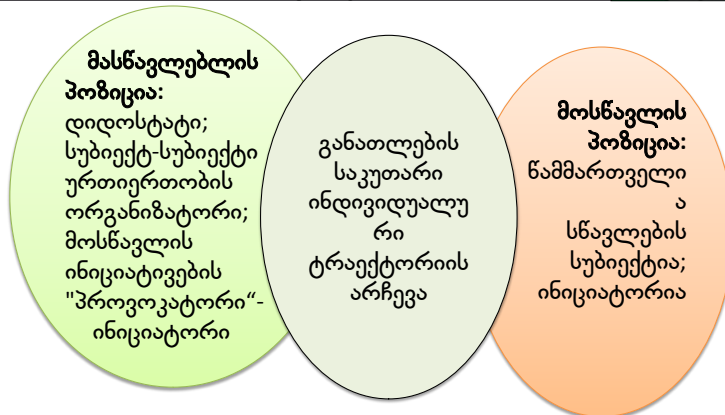 მასწავლებლის
პოზიცია:
დიდოსტატი;
სუბიექტ-სუბიექტი
ურთიერთობის
ორგანიზატორი;
მოსწავლის
ინიციატივების
"პროვოკატორი“-
ინიციატორი
განათლების
საკუთარი
ინდივიდუალუ
რი
ტრაექტორიის
არჩევა
მოსწავლის
პოზიცია:
წამმართველი
ა
სწავლების
სუბიექტია;
ინიციატორია